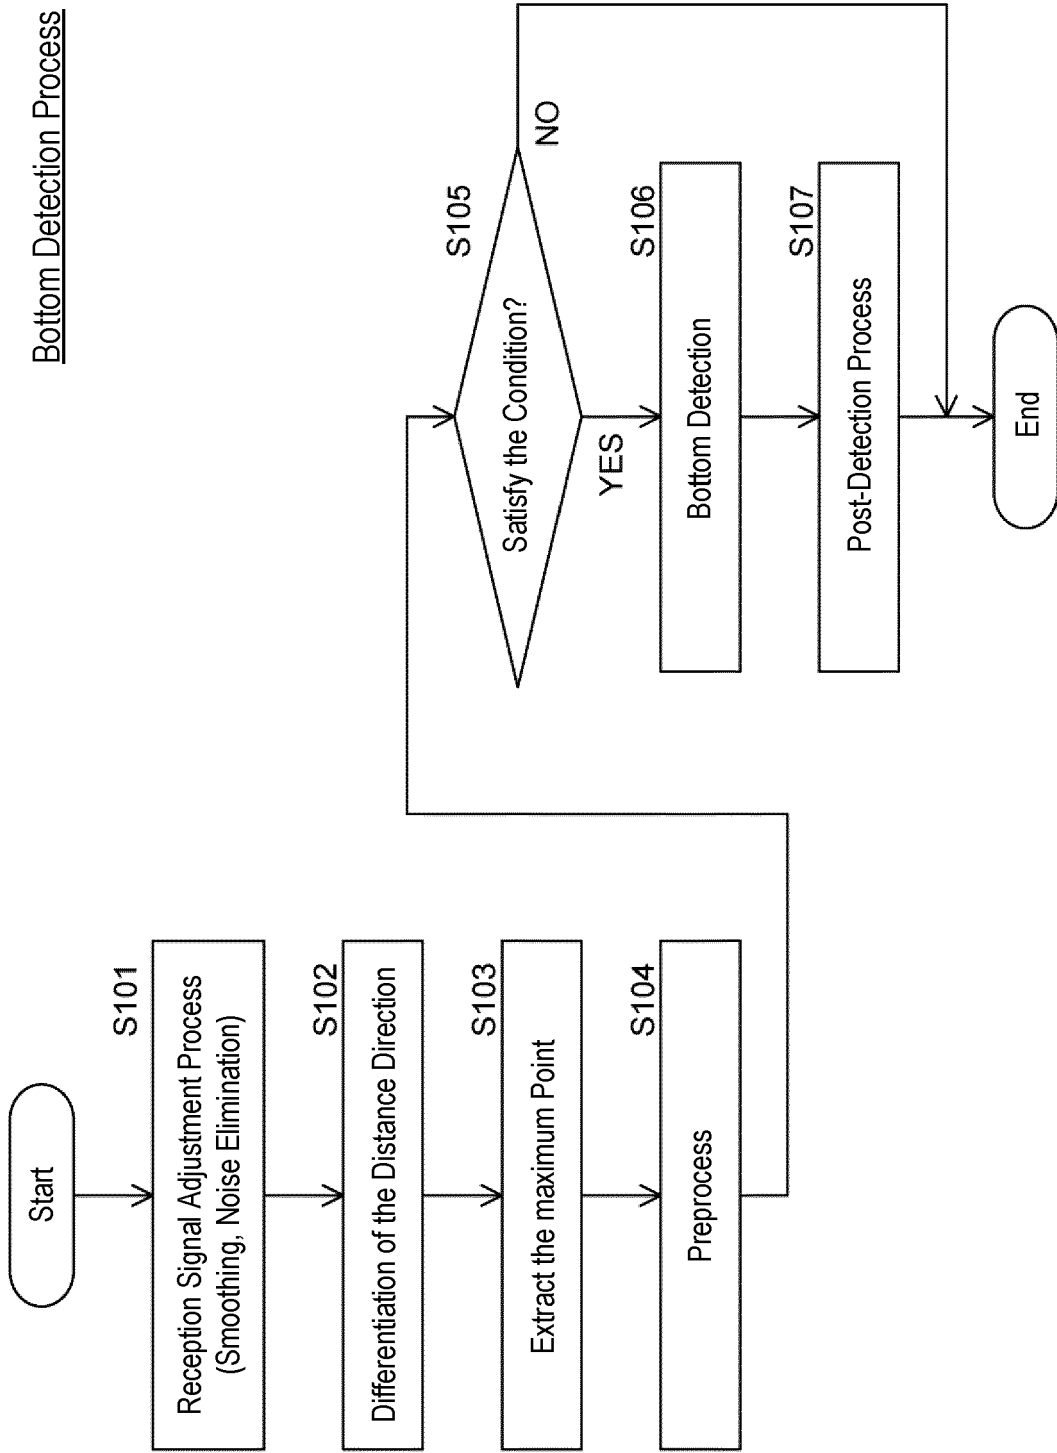 Bottom Detection Process
Start
S101
Reception Signal Adjustment Process
(Smoothing, Noise Elimination)
S102
Differentiation of the Distance Direction
S103
Extract the maximum Point
S104
Preprocess
S105
Satisfy the Condition?
NO
YES
S106
Bottom Detection
S107
Post-Detection Process
End